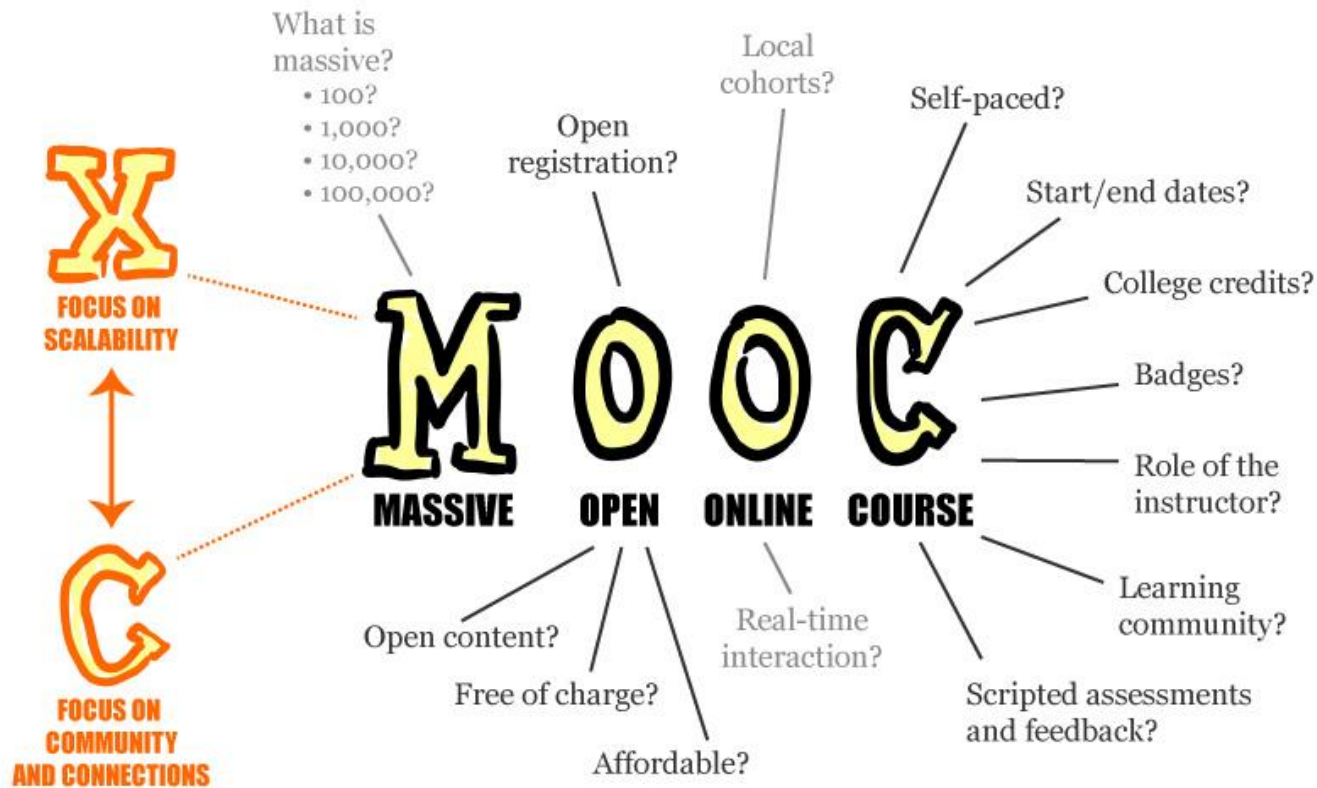 What is
massive?
• 100?
• 1,000?
• 10,000?
• 100,000?
Local
cohorts?
Self-paced?
Open
registration?
Start/end dates?
College credits?
Badges?
Role of the
instructor?
Learning
community?
Scripted assessments
and feedback?
X
FOCUS ON
SCALABILITY
C
FOCUS ON
COMMUNITY
AND CONNECTIONS
MOOC
MASSIVE OPEN ONLINE COURSE
Open content?
Free of charge?
Affordable?
Real-time
interaction?